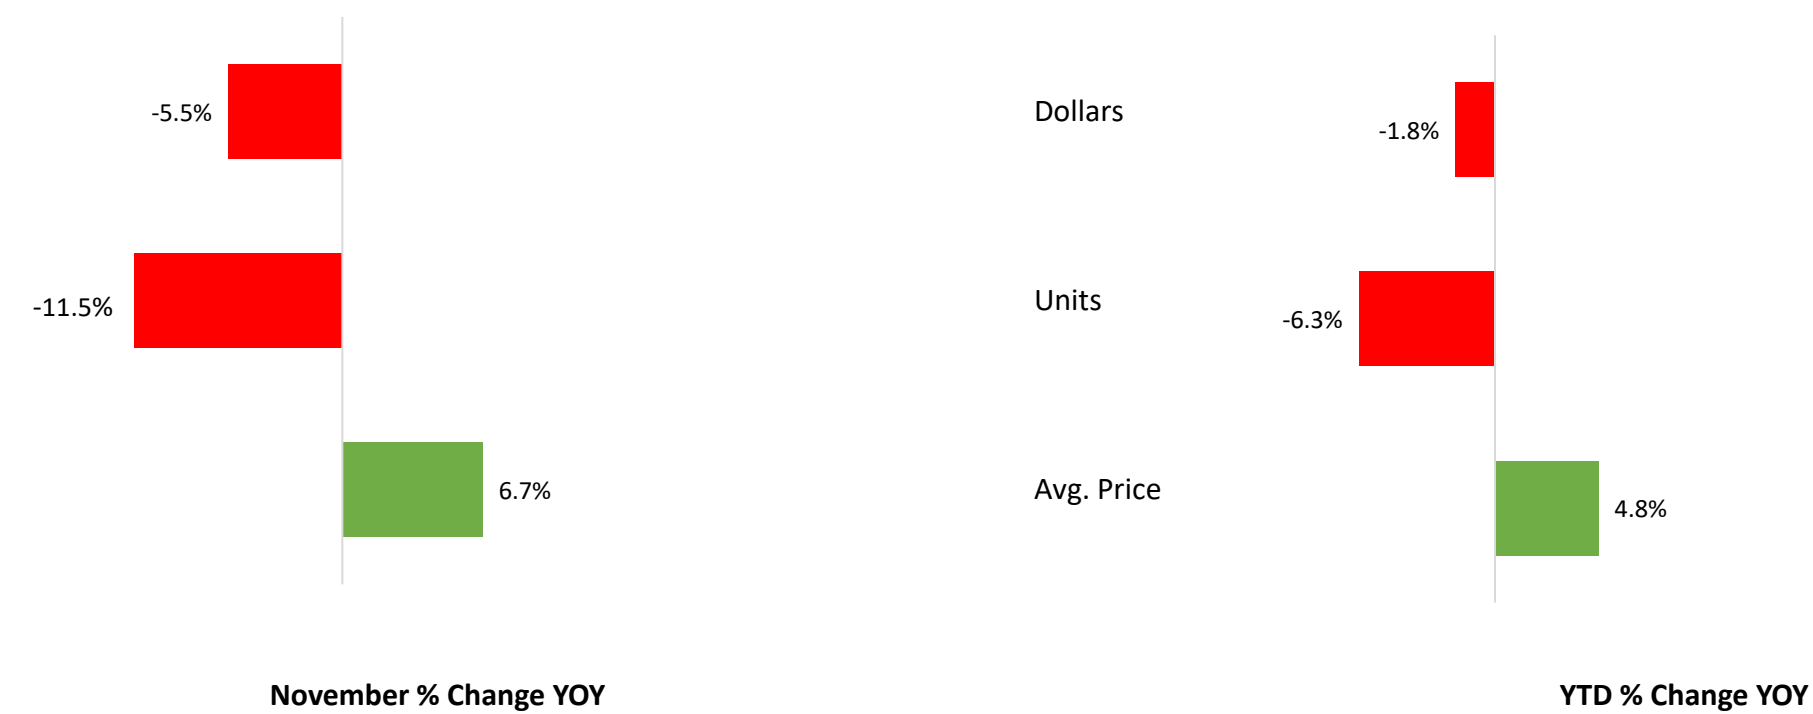 -5.5%
Dollars
-1.8%
-11.5%
Units
-6.3%
6.7%
Avg. Price
4.8%
November % Change YOY
YTD % Change YOY